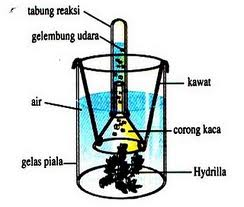 tabung reaksi
gelembung udara
kawat
air
corong kaca
gelas piala
Hydrilla